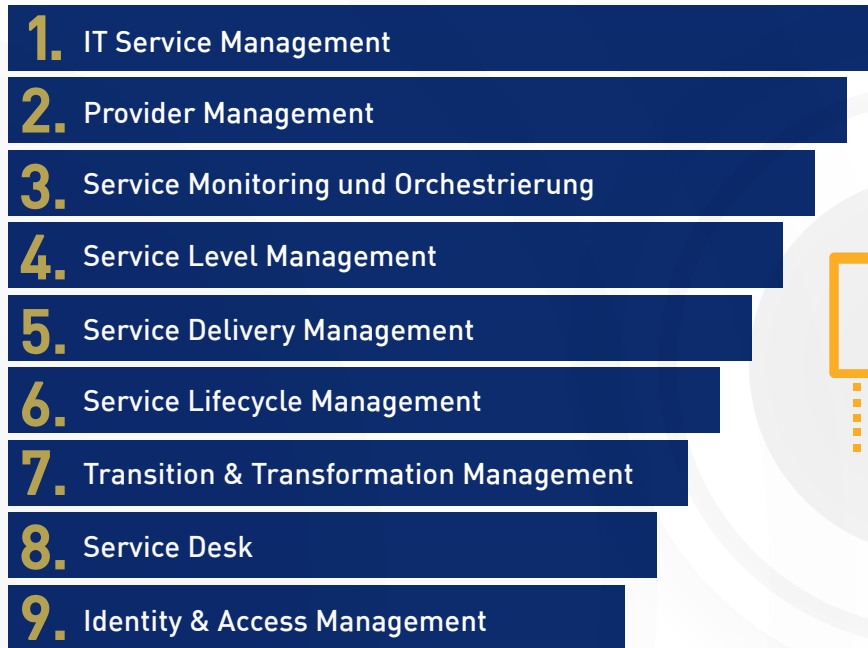 1. IT Service Management
2. Provider Management
3. Service Monitoring und Orchestrierung
4. Service Level Management
5. Service Delivery Management
6. Service Lifecycle Management
7. Transition & Transformation Management
8. Service Desk
9. Identity & Access Management